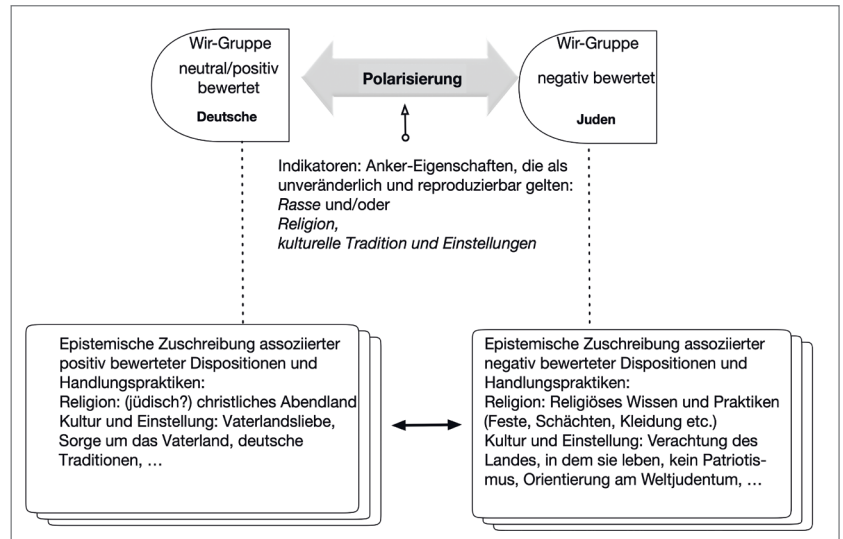 Wir-Gruppe
neutral/positiv
bewertet
Deutsche
Polarisierung
Wir-Gruppe
negativ bewertet
Juden
Indikatoren: Anker-Eigenschaften, die als
unveränderlich und reproduzierbar gelten:
Rasse und/oder
Religion,
kulturelle Tradition und Einstellungen
Epistemische Zuschreibung assoziierter
positiv bewerteter Dispositionen und
Handlungspraktiken:
Religion: (jüdisch?) christliches Abendland
Kultur und Einstellung: Vaterlandsliebe,
Sorge um das Vaterland, deutsche
Traditionen, …
Epistemische Zuschreibung assoziierter
negativ bewerteter Dispositionen und
Handlungspraktiken:
Religion: Religiöses Wissen und Praktiken
(Feste, Schächten, Kleidung etc.)
Kultur und Einstellung: Verachtung des
Landes, in dem sie leben, kein Patriotis-
mus, Orientierung am Weltjudentum, …